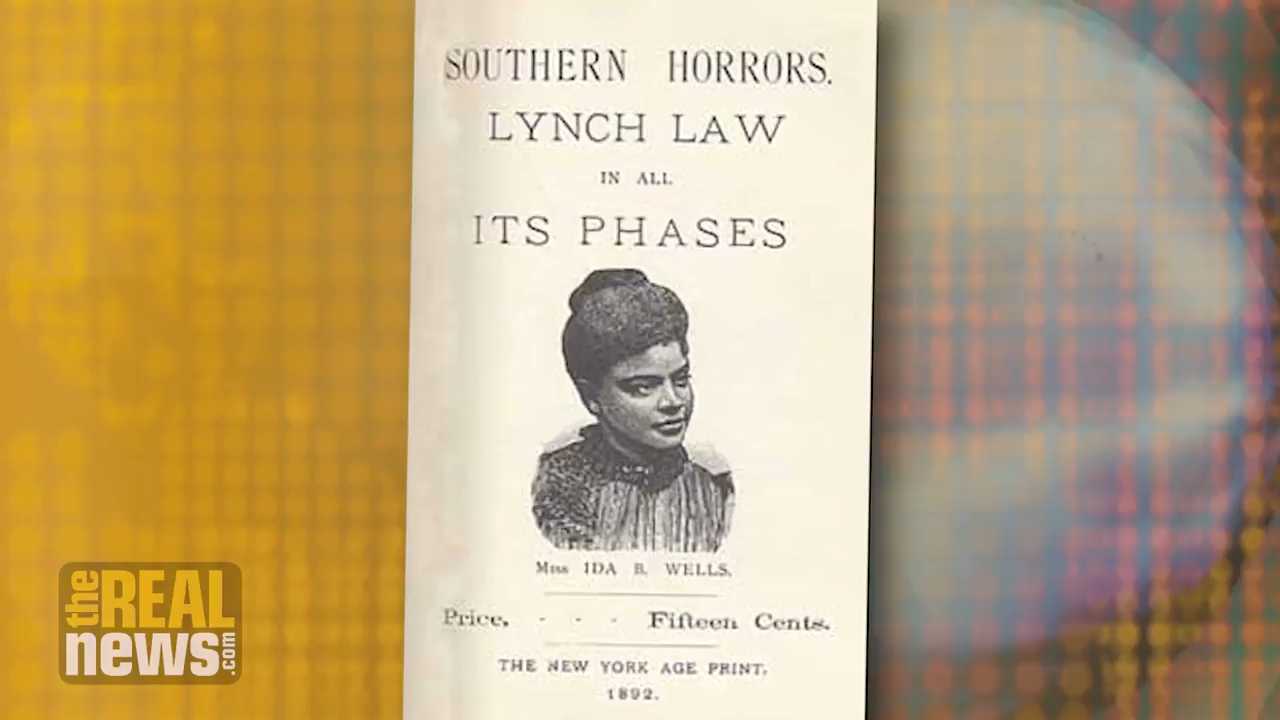 SOUTHERN HORRORS.
LYNCH LAW
IN ALL
ITS PHASES
Miss IDA B. WELLS.
Price, - - - Fifteen Cents.
THE NEW YORK AGE PRINT,
1892.
the REAL
news.com